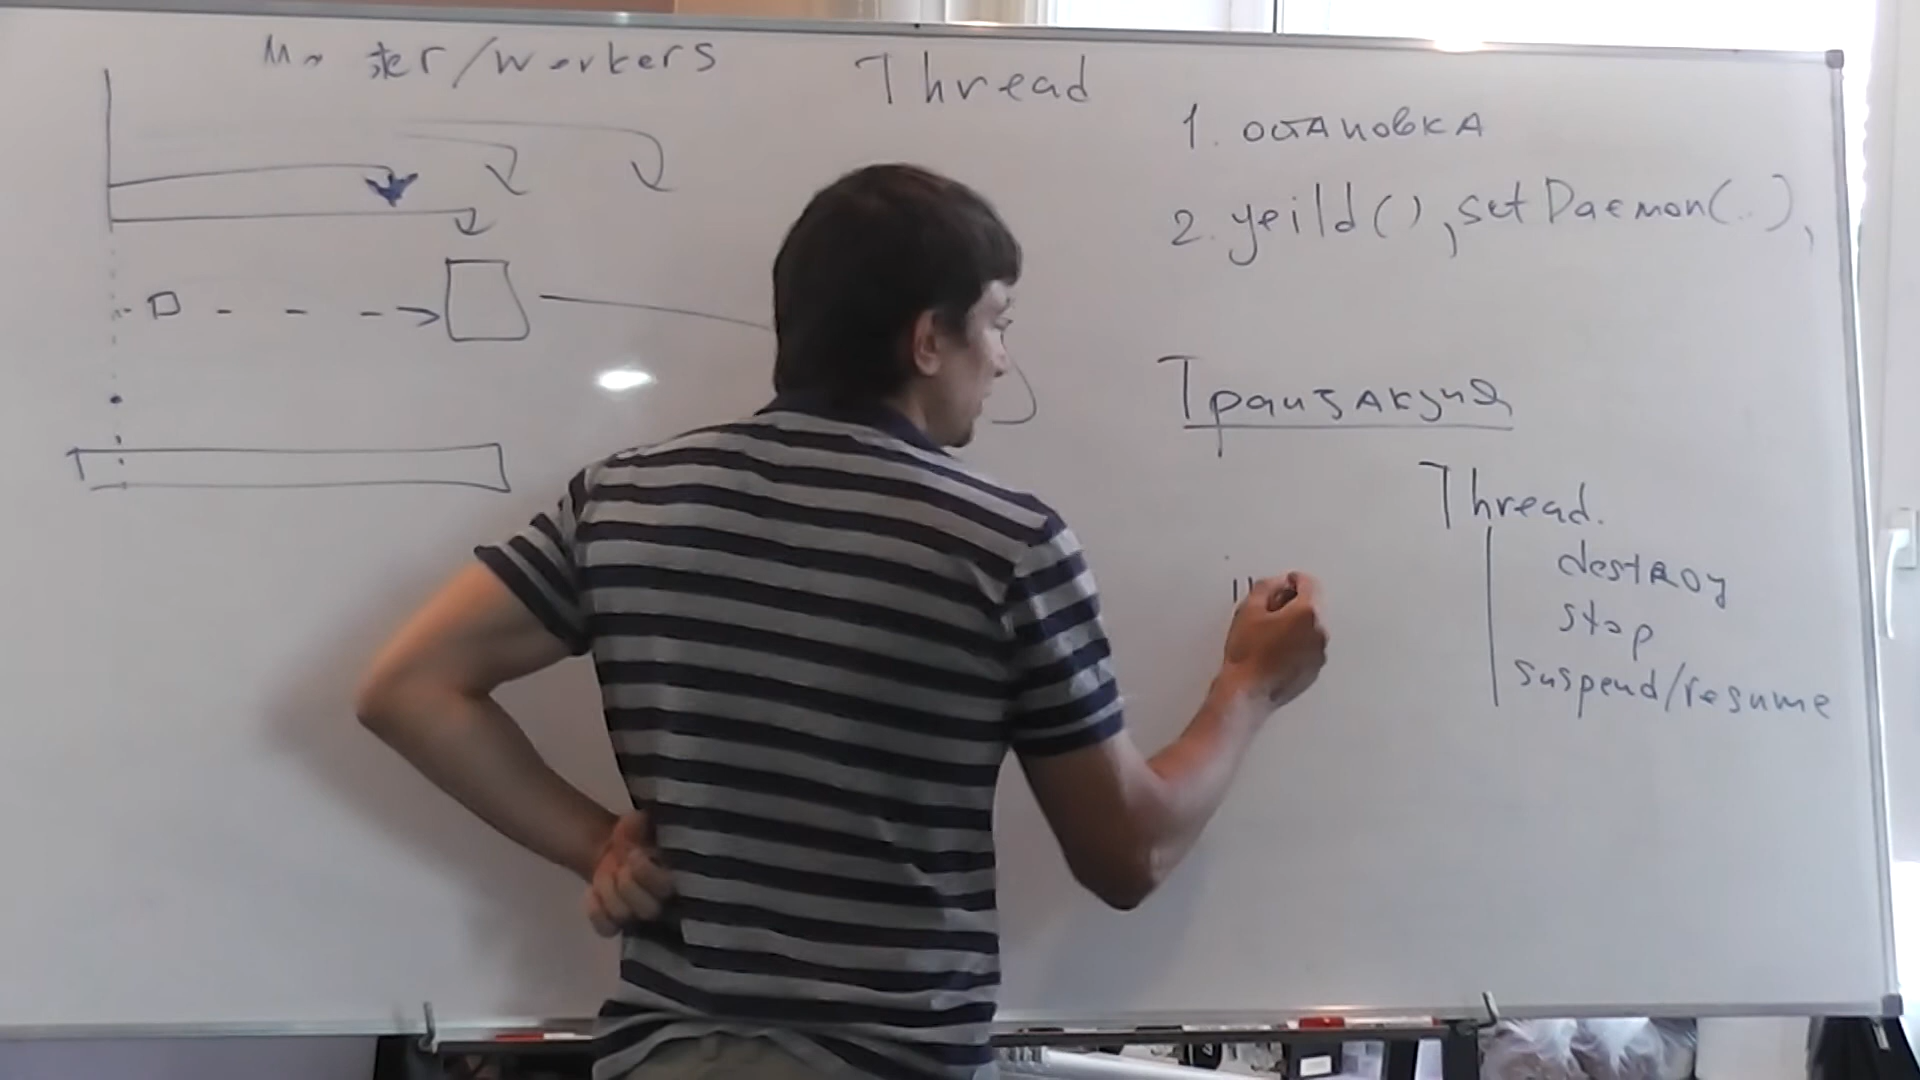 Master/workers
Thread
1. остановка
2. yeild(), setDaemon(..),
Транзакция
Thread.
destroy
stop
suspend/resume